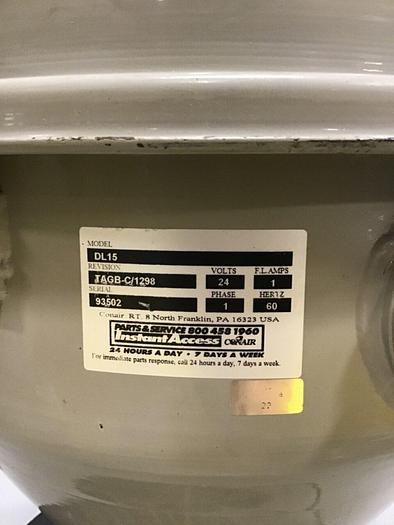 MODEL
DL15
REVISION VOLTS F.L.AMPS
TAGB-C/1298 24 1
SERIAL PHASE HERTZ
93502 1 60
Conair RT. 8 North Franklin, PA 16323 USA
PARTS & SERVICE 800 458 1960
InstantAccess CONAIR
24 HOURS A DAY • 7 DAYS A WEEK
For immediate parts response, call 24 hours a day, 7 days a week.